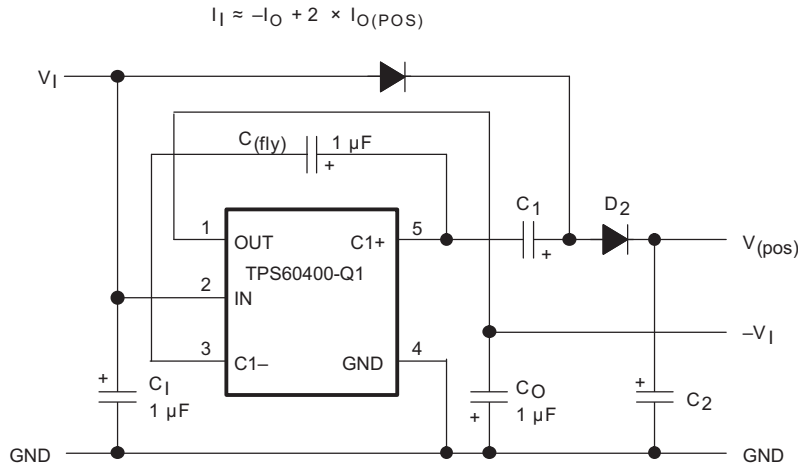 I_I ≈ –I_O + 2 × I_O(POS)
V_I
C_(fly) 1 µF
+
C_1
+
D_2
1 OUT C1+ 5
V_(pos)
TPS60400-Q1
2 IN
–V_I
3 C1– GND 4
+ C_I 1 µF
+ C_O 1 µF
+ C_2
GND GND